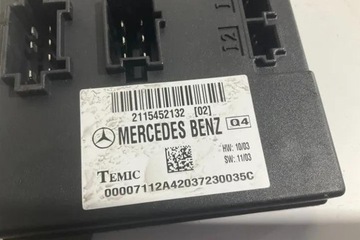 2115452132 [02]
MERCEDES BENZ Q4
HW: 10/03
SW: 11/03
TEMIC
00007112A42037230035C